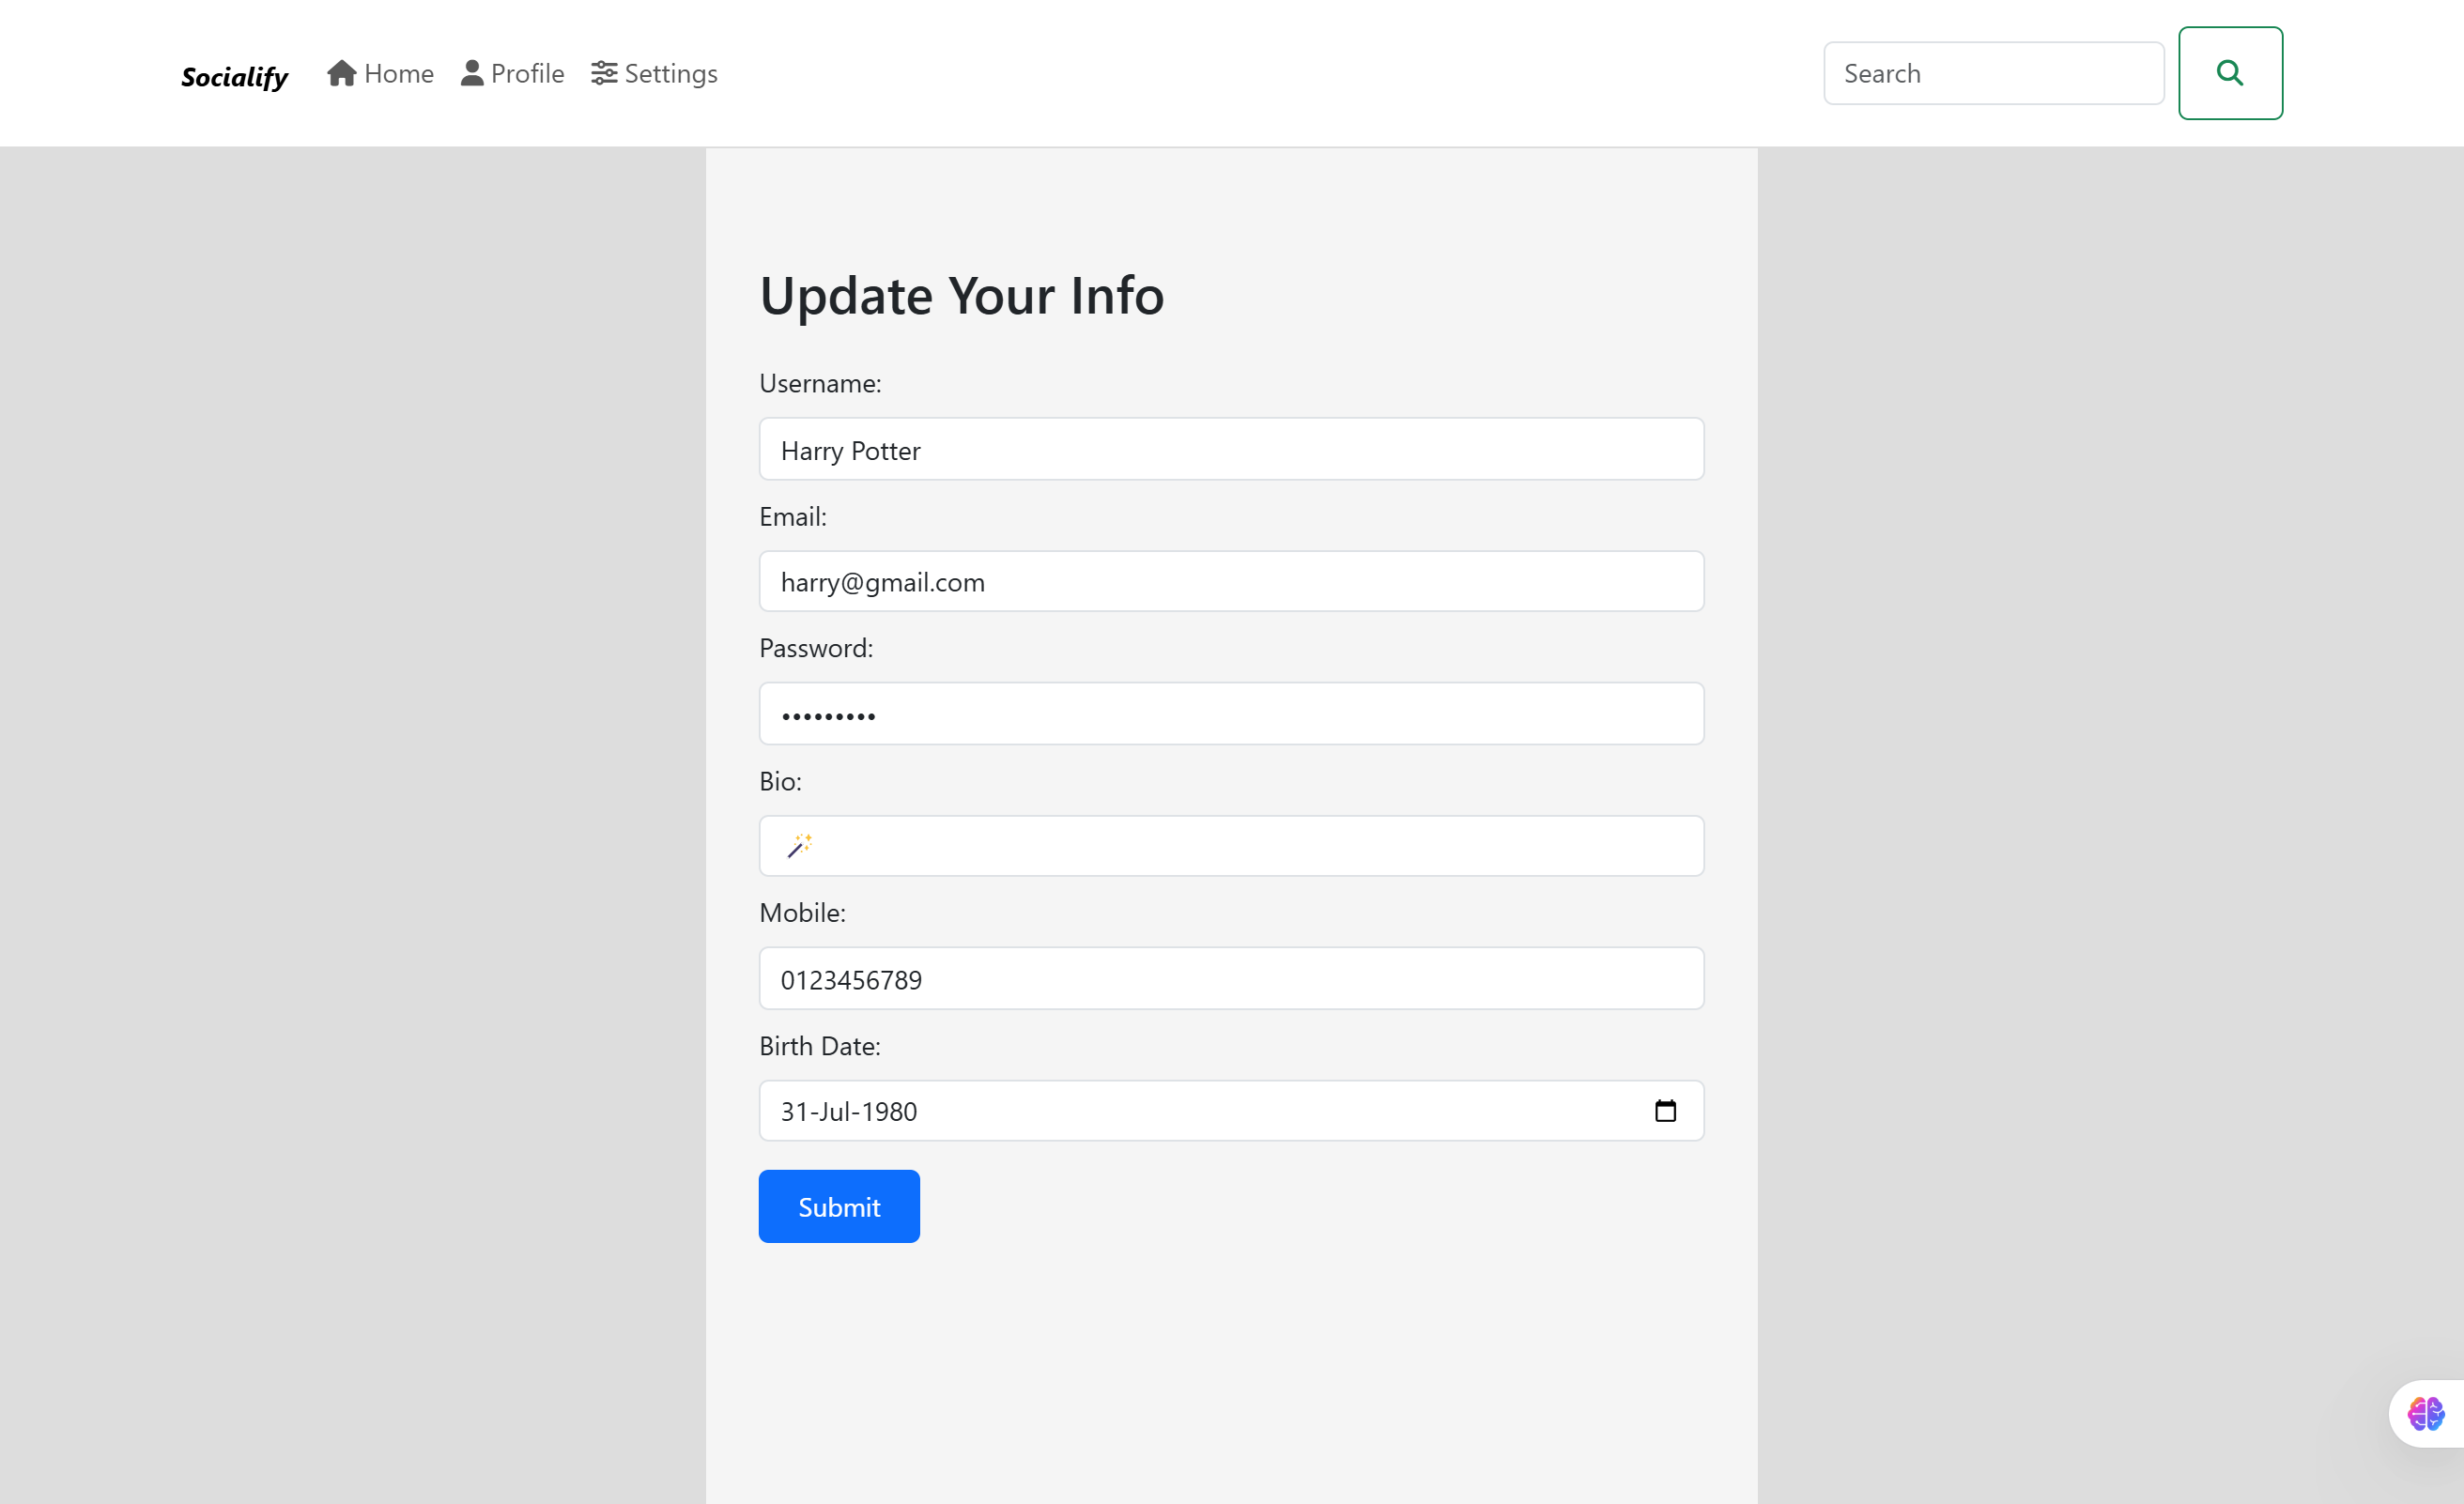 Socialify
Home
Profile
Settings
Search
Update Your Info
Username:
Harry Potter
Email:
harry@gmail.com
Password:
•••••••••
Bio:
🪄
Mobile:
0123456789
Birth Date:
31-Jul-1980
Submit